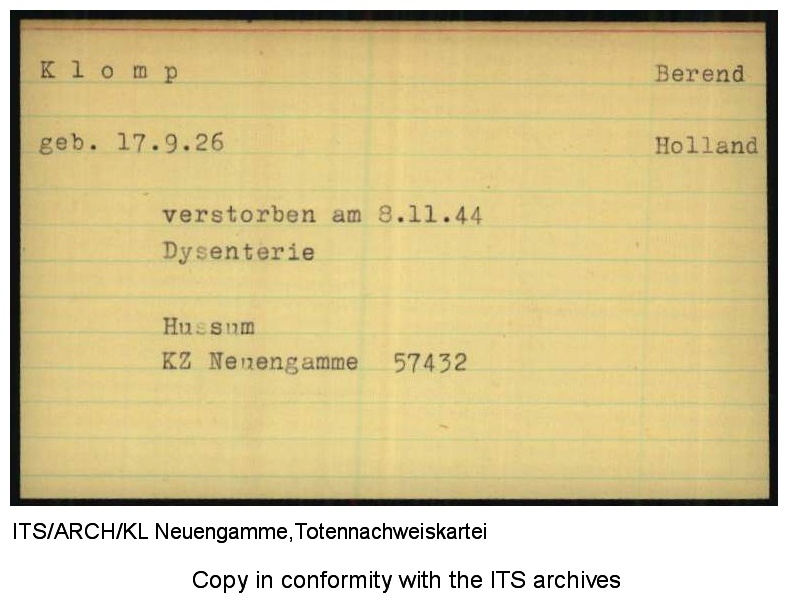 K l o m p Berend
geb. 17.9.26 Holland
verstorben am 8.11.44
Dysenterie
Hussum
KZ Neuengamme 57432
ITS/ARCH/KL Neuengamme,Totennachweiskartei
Copy in conformity with the ITS archives